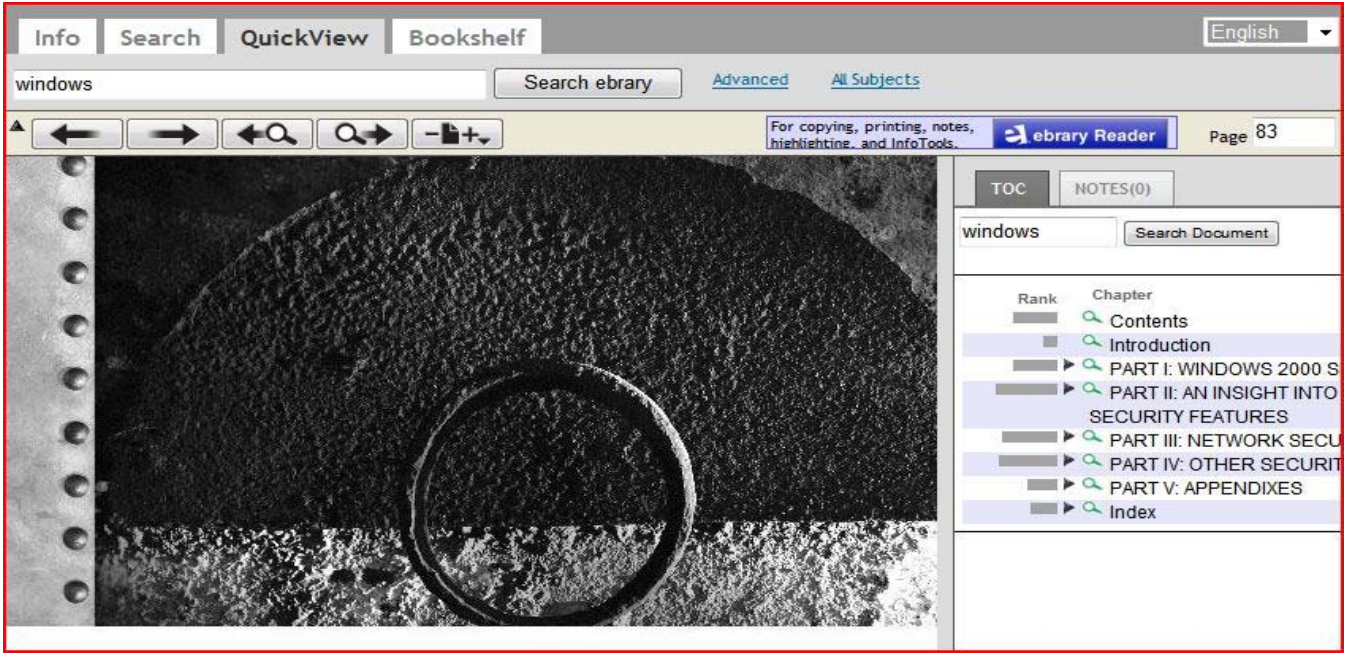 Info Search QuickView Bookshelf English
windows Search ebrary Advanced All Subjects
For copying, printing, notes,
highlighting, and InfoTools. ebrary Reader Page 83
TOC NOTES(0)
windows Search Document
Rank Chapter
Contents
Introduction
PART I: WINDOWS 2000 S
PART II: AN INSIGHT INTO
SECURITY FEATURES
PART III: NETWORK SECU
PART IV: OTHER SECURIT
PART V: APPENDIXES
Index